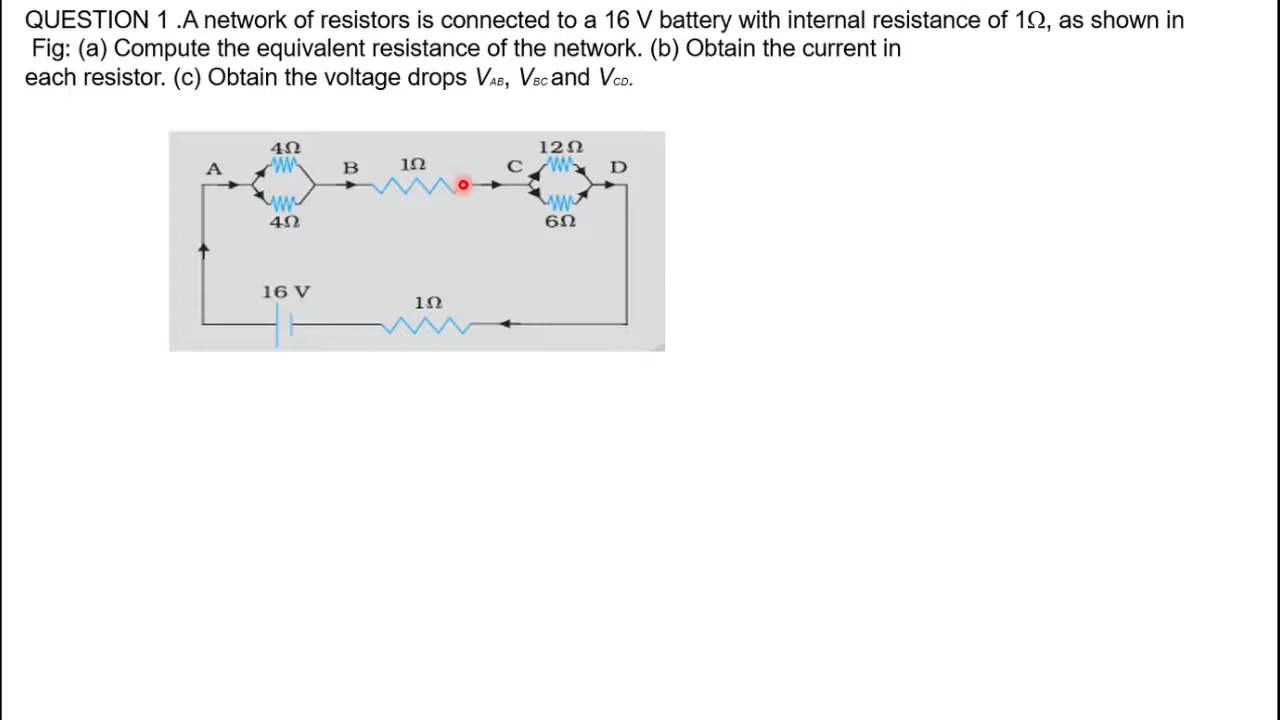 QUESTION 1 .A network of resistors is connected to a 16 V battery with internal resistance of 1Ω, as shown in
Fig: (a) Compute the equivalent resistance of the network. (b) Obtain the current in
each resistor. (c) Obtain the voltage drops VAB, VBC and VCD.
4Ω
12Ω
A
B
1Ω
C
D
4Ω
6Ω
16 V
1Ω